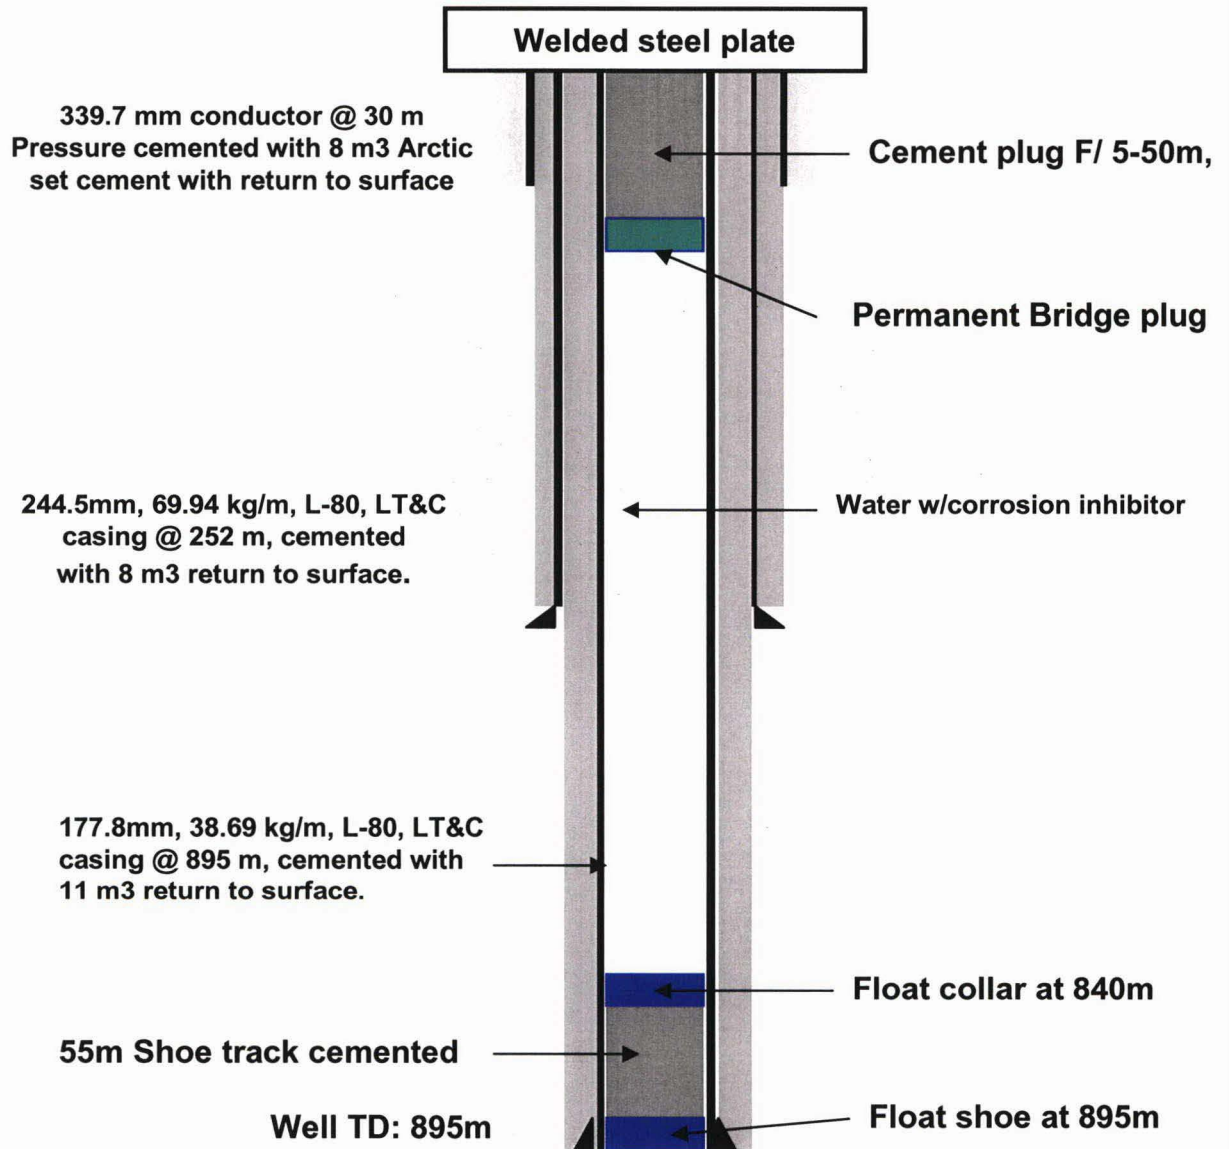 Welded steel plate
339.7 mm conductor @ 30 m
Pressure cemented with 8 m3 Arctic
set cement with return to surface
Cement plug F/ 5-50m,
Permanent Bridge plug
244.5mm, 69.94 kg/m, L-80, LT&C
casing @ 252 m, cemented
with 8 m3 return to surface.
Water w/corrosion inhibitor
177.8mm, 38.69 kg/m, L-80, LT&C
casing @ 895 m, cemented with
11 m3 return to surface.
Float collar at 840m
55m Shoe track cemented
Well TD: 895m
Float shoe at 895m